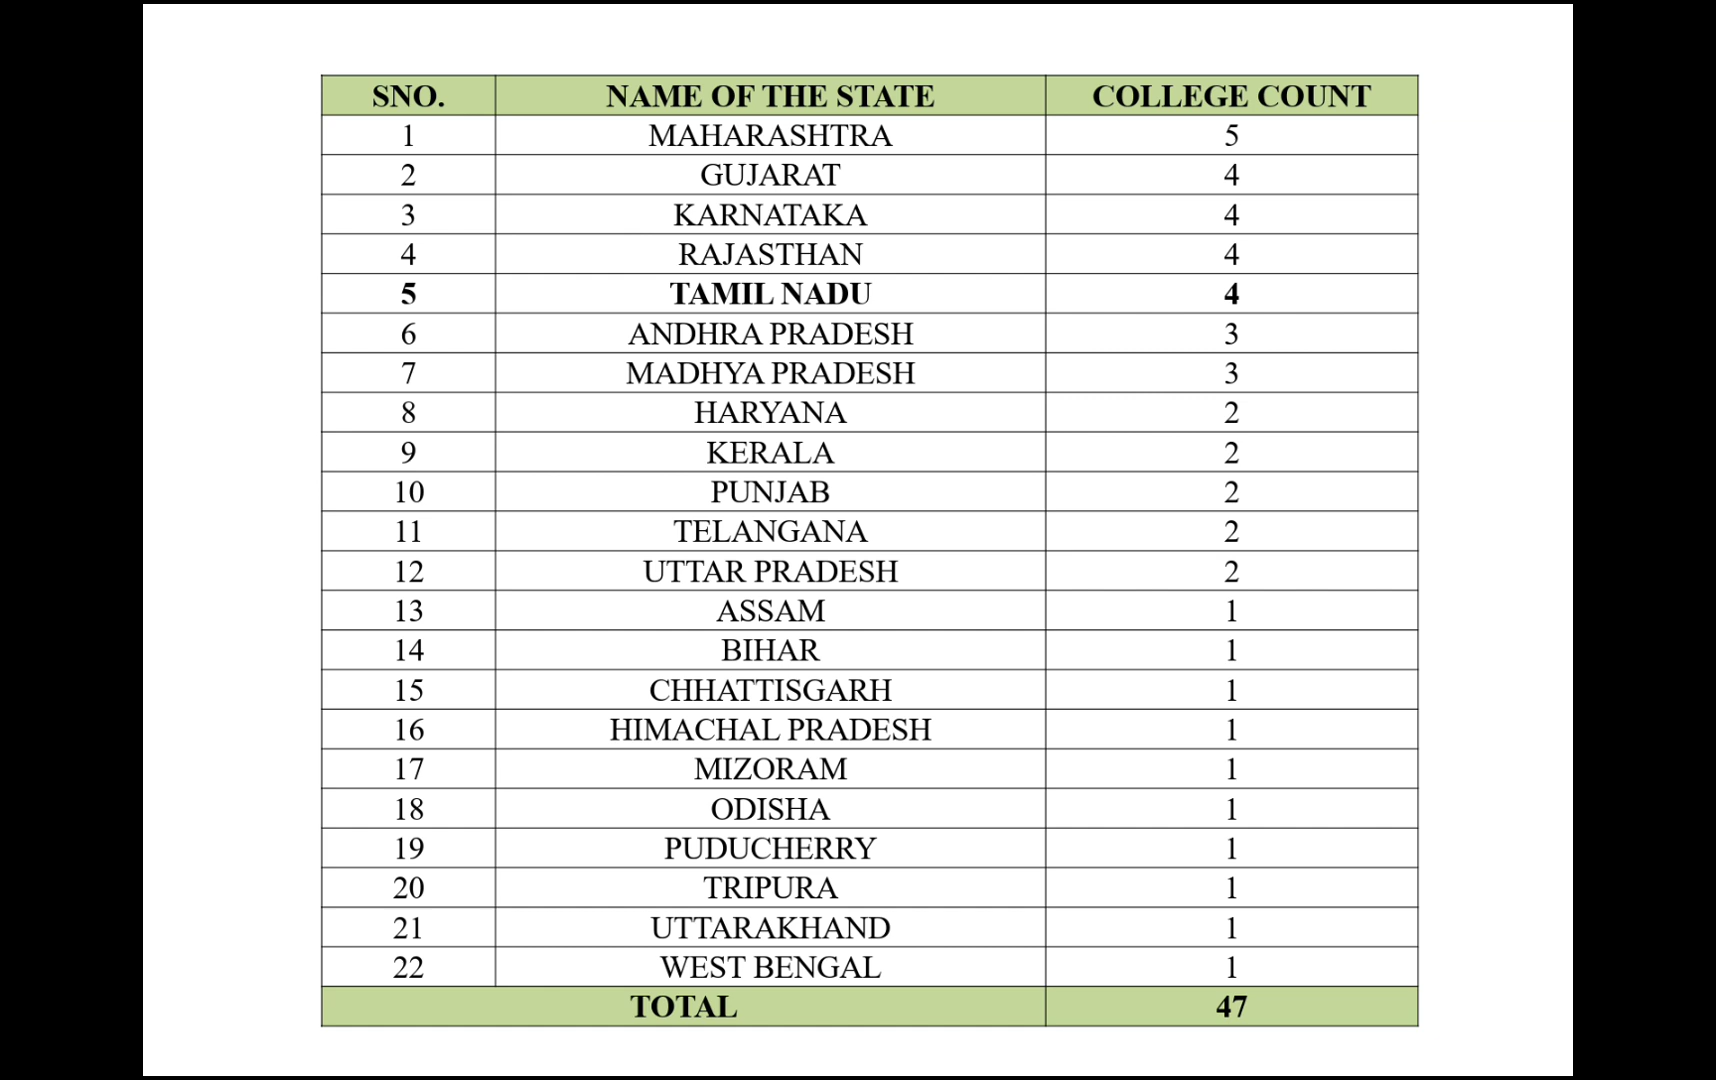 SNO. NAME OF THE STATE COLLEGE COUNT
1 MAHARASHTRA 5
2 GUJARAT 4
3 KARNATAKA 4
4 RAJASTHAN 4
5 TAMIL NADU 4
6 ANDHRA PRADESH 3
7 MADHYA PRADESH 3
8 HARYANA 2
9 KERALA 2
10 PUNJAB 2
11 TELANGANA 2
12 UTTAR PRADESH 2
13 ASSAM 1
14 BIHAR 1
15 CHHATTISGARH 1
16 HIMACHAL PRADESH 1
17 MIZORAM 1
18 ODISHA 1
19 PUDUCHERRY 1
20 TRIPURA 1
21 UTTARAKHAND 1
22 WEST BENGAL 1
TOTAL 47